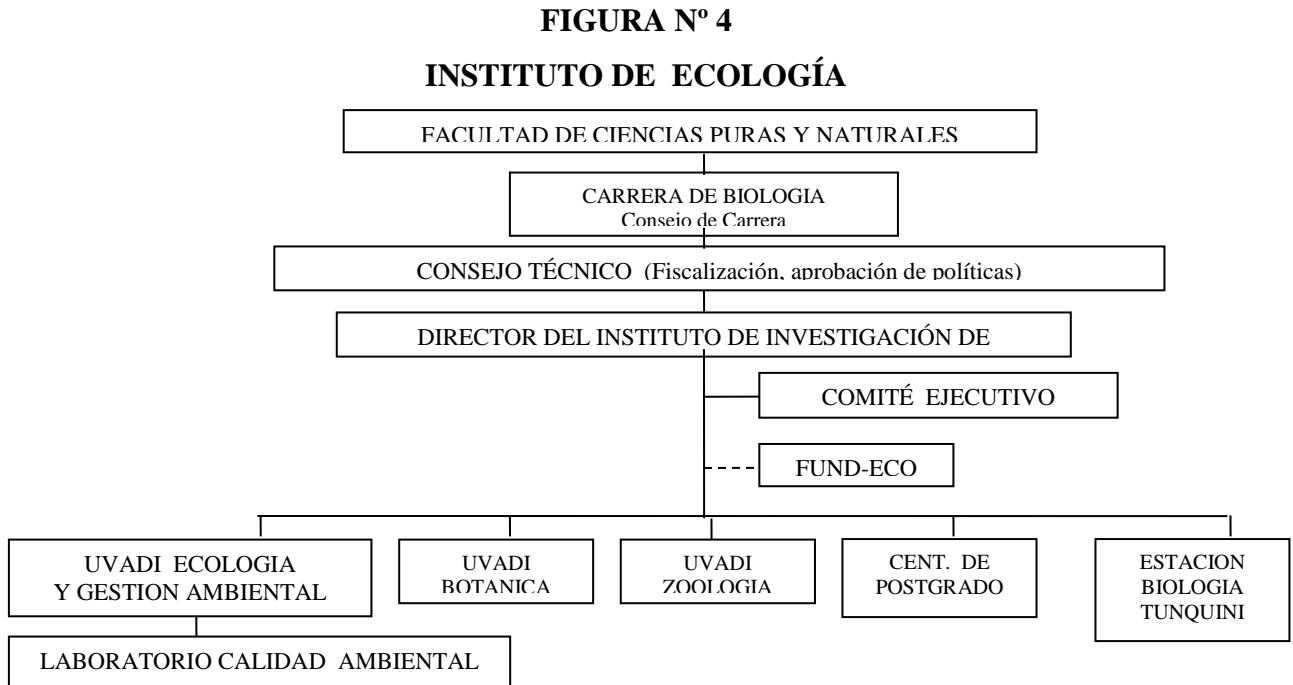 FIGURA Nº 4
INSTITUTO DE ECOLOGÍA
FACULTAD DE CIENCIAS PURAS Y NATURALES
CARRERA DE BIOLOGIA
Consejo de Carrera
CONSEJO TÉCNICO (Fiscalización, aprobación de políticas)
DIRECTOR DEL INSTITUTO DE INVESTIGACIÓN DE
COMITÉ EJECUTIVO
FUND-ECO
UVADI ECOLOGIA
Y GESTION AMBIENTAL
UVADI
BOTANICA
UVADI
ZOOLOGIA
CENT. DE
POSTGRADO
ESTACION
BIOLOGIA
TUNQUINI
LABORATORIO CALIDAD AMBIENTAL